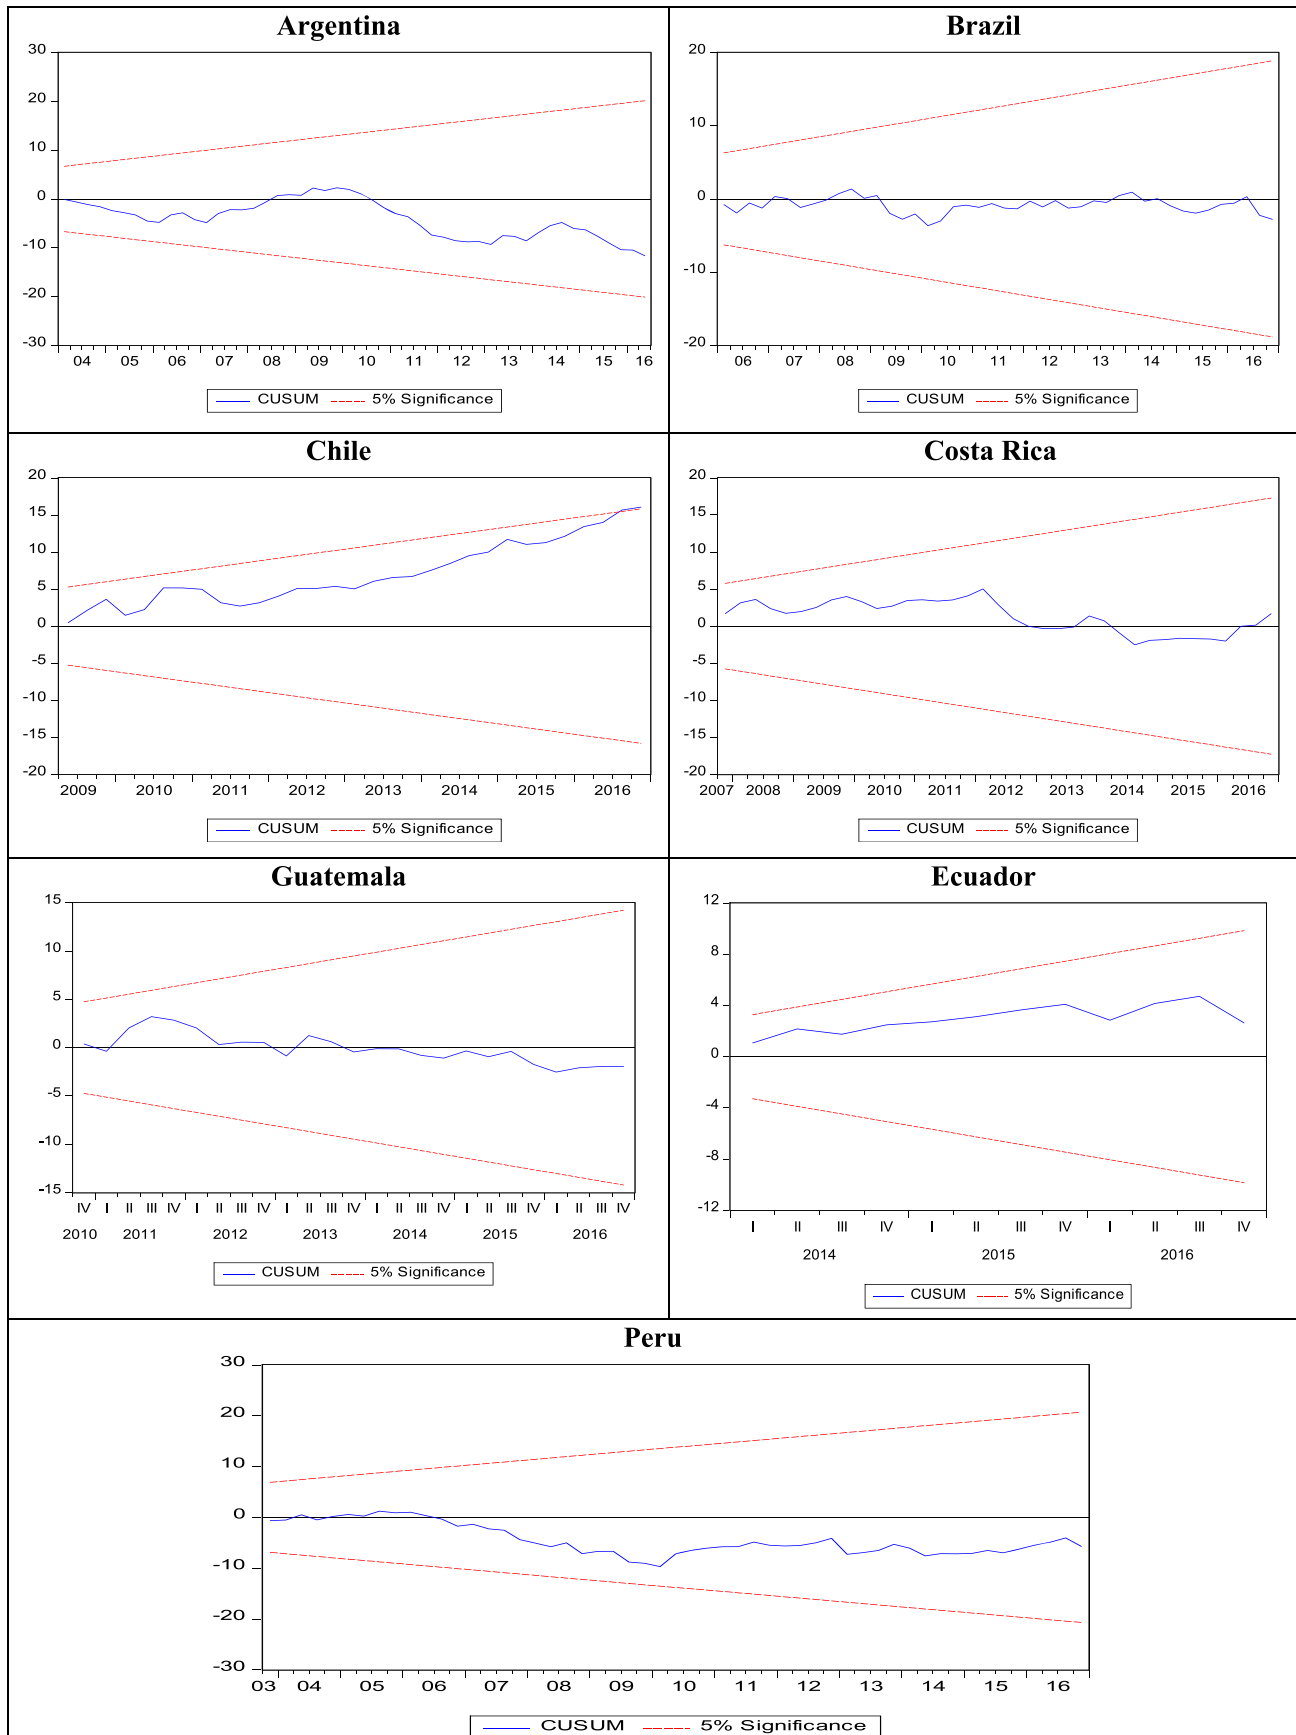 Argentina
30
20
10
0
-10
-20
-30
04 05 06 07 08 09 10 11 12 13 14 15 16
CUSUM 5% Significance
Brazil
20
10
0
-10
-20
06 07 08 09 10 11 12 13 14 15 16
CUSUM 5% Significance
Chile
20
15
10
5
0
-5
-10
-15
-20
2009 2010 2011 2012 2013 2014 2015 2016
CUSUM 5% Significance
Costa Rica
20
15
10
5
0
-5
-10
-15
-20
2007 2008 2009 2010 2011 2012 2013 2014 2015 2016
CUSUM 5% Significance
Guatemala
15
10
5
0
-5
-10
-15
IV I II III IV I II III IV I II III IV I II III IV I II III IV I II III IV
2010 2011 2012 2013 2014 2015 2016
CUSUM 5% Significance
Ecuador
12
8
4
0
-4
-8
-12
I II III IV I II III IV I II III IV
2014 2015 2016
CUSUM 5% Significance
Peru
30
20
10
0
-10
-20
-30
03 04 05 06 07 08 09 10 11 12 13 14 15 16
CUSUM 5% Significance